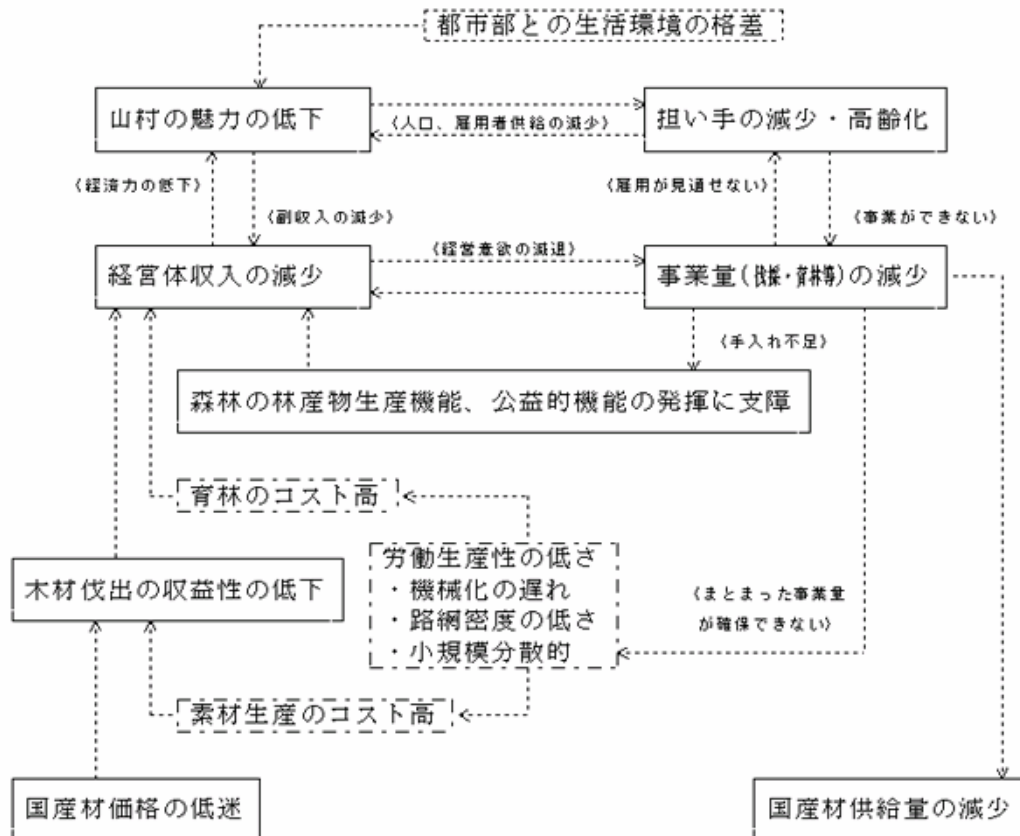 都市部との生活環境の格差
山村の魅力の低下
〈人口、雇用者供給の減少〉
担い手の減少・高齢化
〈経済力の低下〉
〈副収入の減少〉
〈雇用が見通せない〉
〈事業ができない〉
経営体収入の減少
〈経営意欲の減退〉
事業量(伐採・育林等)の減少
〈手入れ不足〉
森林の林産物生産機能、公益的機能の発揮に支障
育林のコスト高
労働生産性の低さ
・機械化の遅れ
・路網密度の低さ
・小規模分散的
木材伐出の収益性の低下
〈まとまった事業量
が確保できない〉
素材生産のコスト高
国産材価格の低迷
国産材供給量の減少